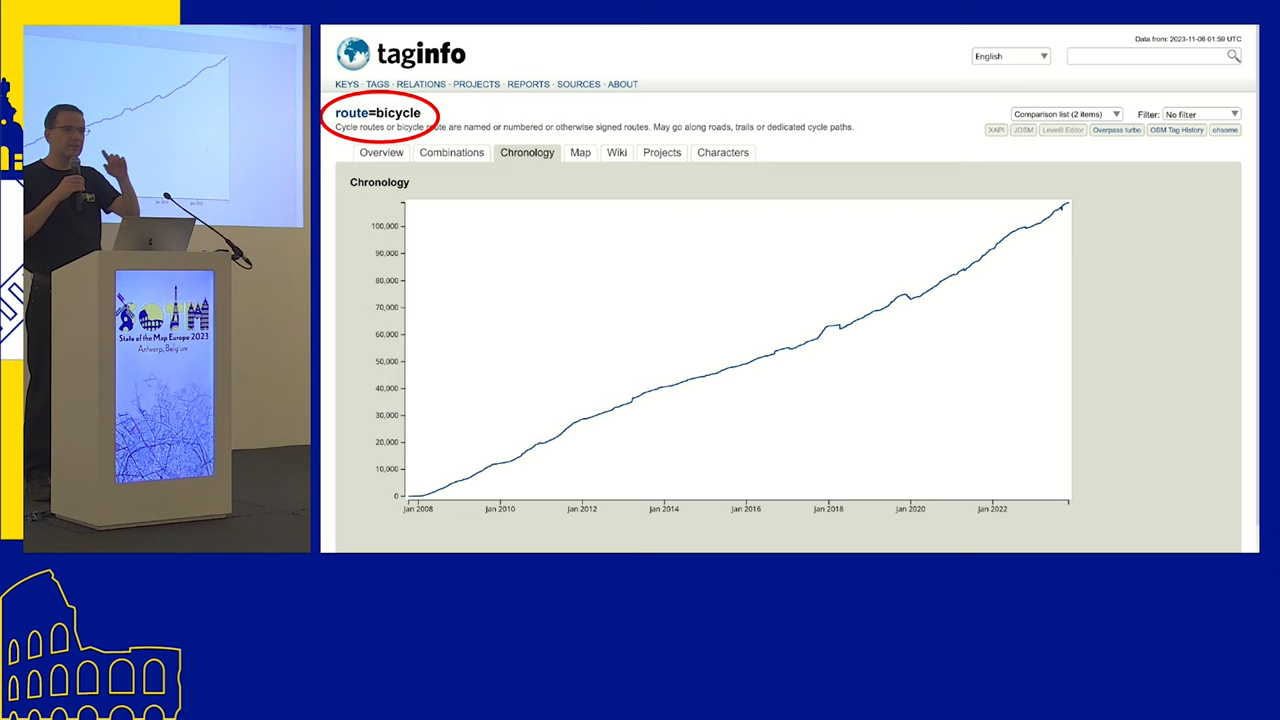 SOTM
State of the Map Europe 2023
Antwerp, Belgium
taginfo
Data from: 2023-11-06 01:59 UTC
English
KEYS · TAGS · RELATIONS · PROJECTS · REPORTS · SOURCES · ABOUT
route=bicycle
Comparison list (2 items) Filter: No filter
Cycle routes or bicycle route are named or numbered or otherwise signed routes. May go along roads, trails or dedicated cycle paths.
XAPI JOSM Level0 Editor Overpass turbo OSM Tag History ohsome
Overview Combinations Chronology Map Wiki Projects Characters
Chronology
100,000
90,000
80,000
70,000
60,000
50,000
40,000
30,000
20,000
10,000
0
Jan 2008 Jan 2010 Jan 2012 Jan 2014 Jan 2016 Jan 2018 Jan 2020 Jan 2022